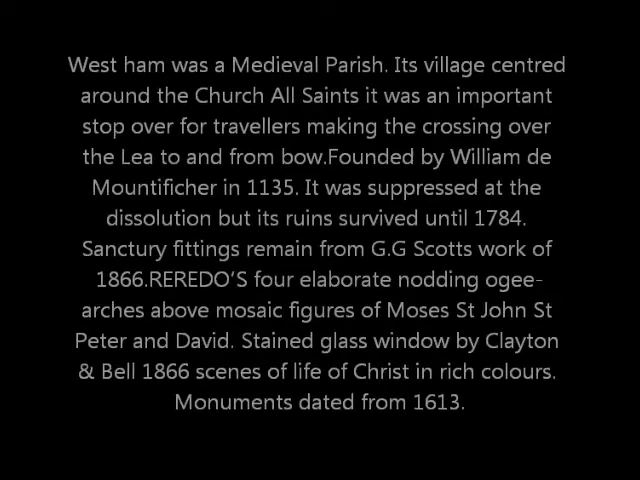 West ham was a Medieval Parish. Its village centred
around the Church All Saints it was an important
stop over for travellers making the crossing over
the Lea to and from bow.Founded by William de
Mountificher in 1135. It was suppressed at the
dissolution but its ruins survived until 1784.
Sanctury fittings remain from G.G Scotts work of
1866.REREDO’S four elaborate nodding ogee-
arches above mosaic figures of Moses St John St
Peter and David. Stained glass window by Clayton
& Bell 1866 scenes of life of Christ in rich colours.
Monuments dated from 1613.